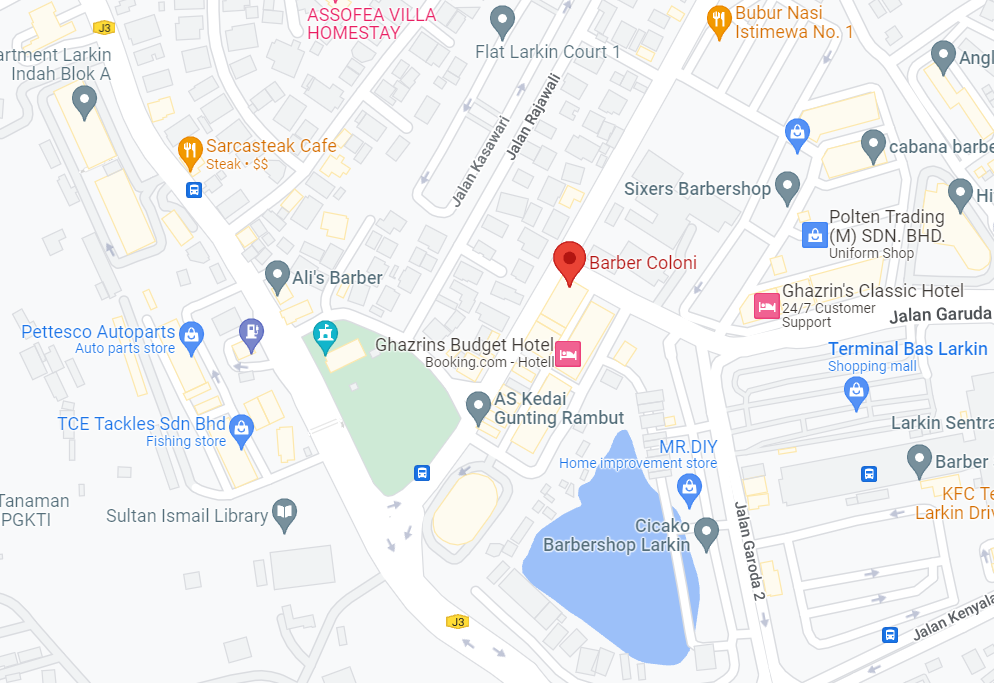 ASSOFEA VILLA
HOMESTAY
Bubur Nasi
Istimewa No. 1
J3
Flat Larkin Court 1
artment Larkin
Indah Blok A
Angl
Jalan Rajawali
Jalan Kasawari
Sarcasteak Cafe
Steak • $$
cabana barbe
Sixers Barbershop
Hi
Polten Trading
(M) SDN. BHD.
Uniform Shop
Barber Coloni
Ali's Barber
Ghazrin's Classic Hotel
24/7 Customer
Support
Jalan Garuda
Pettesco Autoparts
Auto parts store
Ghazrins Budget Hotel
Booking.com - Hotell
Terminal Bas Larkin
Shopping mall
AS Kedai
Gunting Rambut
TCE Tackles Sdn Bhd
Fishing store
Larkin Sentra
MR.DIY
Home improvement store
Barber
Tanaman
PGKTI
Sultan Ismail Library
KFC Te
Larkin Driv
Cicako
Barbershop Larkin
Jalan Garoda 2
J3
Jalan Kenyala